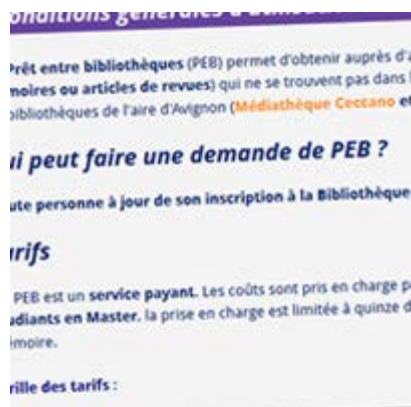 onditions générales d'
Prêt entre bibliothèques (PEB) permet d'obtenir auprès d'a
moires ou articles de revues) qui ne se trouvent pas dans l
bibliothèques de l'aire d'Avignon (Médiathèque Ceccano et
ui peut faire une demande de PEB ?
ute personne à jour de son inscription à la Bibliothèque
arifs
PEB est un service payant. Les coûts sont pris en charge p
udiants en Master, la prise en charge est limitée à quinze d
émoire.
rille des tarifs :